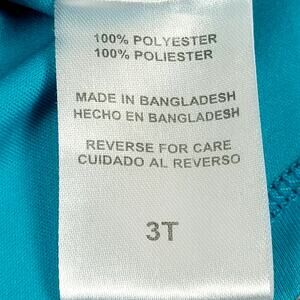 100% POLYESTER
100% POLIESTER
MADE IN BANGLADESH
HECHO EN BANGLADESH
REVERSE FOR CARE
CUIDADO AL REVERSO
3T